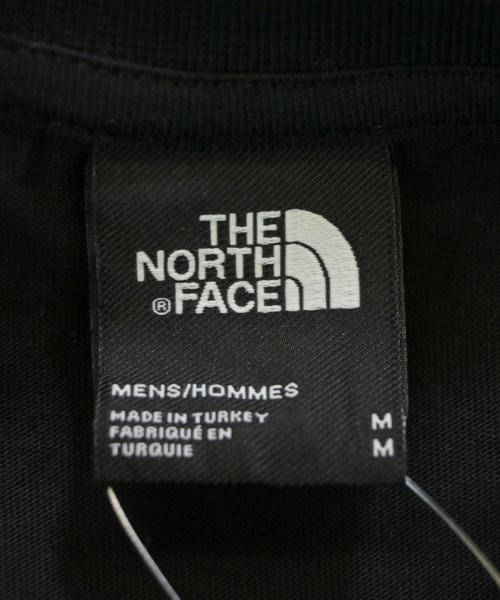 THE
NORTH
® FACE
MENS/HOMMES
MADE IN TURKEY M
FABRIQUÉ EN
TURQUIE M